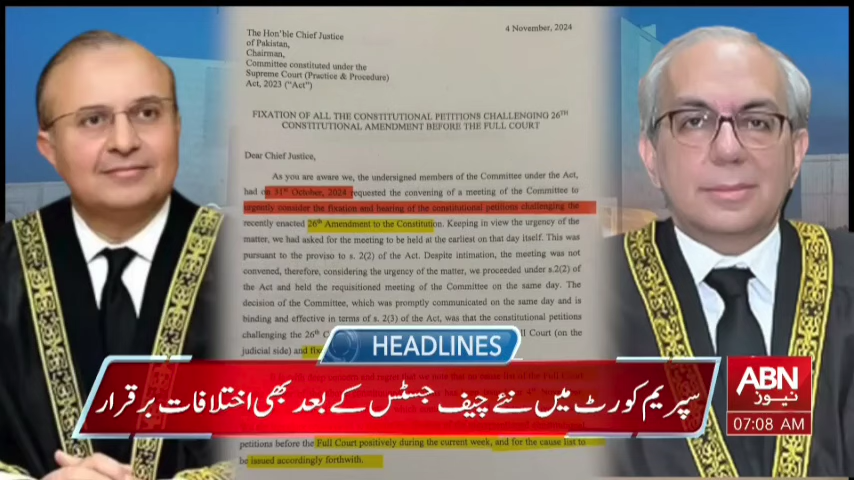 The Hon'ble Chief Justice
of Pakistan,
Chairman,
Committee constituted under the
Supreme Court (Practice & Procedure)
Act, 2023 ("Act")
4 November, 2024
FIXATION OF ALL THE CONSTITUTIONAL PETITIONS CHALLENGING 26TH
CONSTITUTIONAL AMENDMENT BEFORE THE FULL COURT
Dear Chief Justice,
As you are aware we, the undersigned members of the Committee under the Act,
had on 31st October, 2024 requested the convening of a meeting of the Committee to
urgently consider the fixation and hearing of the constitutional petitions challenging the
recently enacted 26th Amendment to the Constitution. Keeping in view the urgency of the
matter, we had asked for the meeting to be held at the earliest on that day itself. This was
pursuant to the proviso to s. 2(2) of the Act. Despite intimation, the meeting was not
convened, therefore, considering the urgency of the matter, we proceeded under s.2(2) of
the Act and held the requisitioned meeting of the Committee on the same day. The
decision of the Committee, which was promptly communicated on the same day and is
binding and effective in terms of s. 2(3) of the Act, was that the constitutional petitions
challenging the 26th C ll Court (on the
judicial side) and
HEADLINES
سپریم کورٹ میں نئے چیف جسٹس کے بعد بھی اختلافات برقرار
ABN
نیوز
07:08 AM
petitions before the Full Court positively during the current week, and for the cause list to
be issued accordingly forthwith.